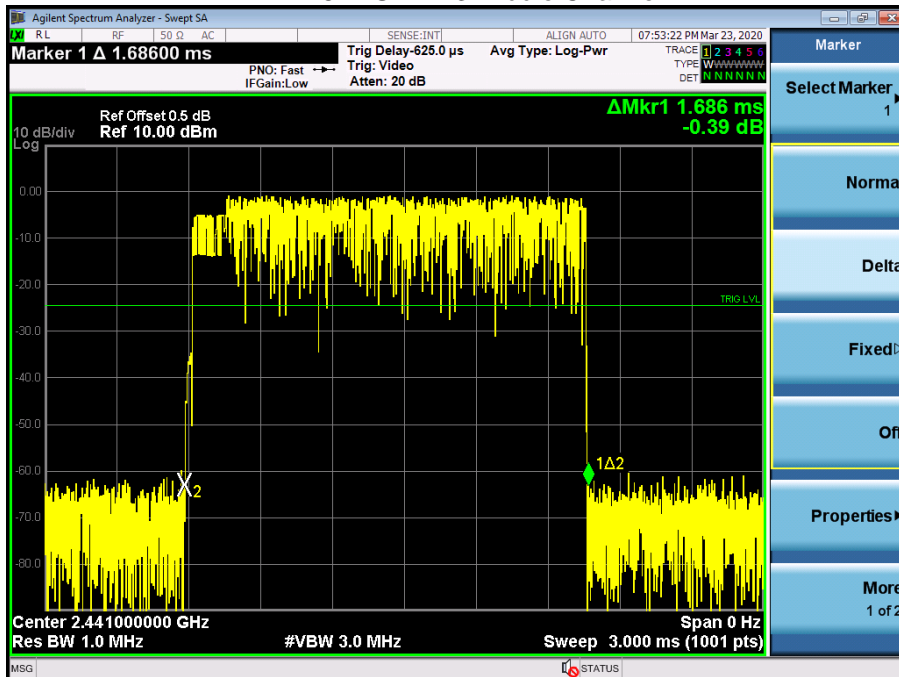 Agilent Spectrum Analyzer - Swept SA
LXI RL RF 50 Ω AC SENSE:INT ALIGN AUTO 07:53:22 PM Mar 23, 2020
Marker 1 Δ 1.68600 ms
PNO: Fast
IFGain:Low
Trig Delay-625.0 µs
Trig: Video
Atten: 20 dB
Avg Type: Log-Pwr
TRACE 1 2 3 4 5 6
TYPE WWWWWW
DET N N N N N N
ΔMkr1 1.686 ms
-0.39 dB
Ref Offset 0.5 dB
10 dB/div Ref 10.00 dBm
Log
0.00
-10.0
-20.0
TRIG LVL
-30.0
-40.0
-50.0
-60.0
1Δ2
2
-70.0
-80.0
Center 2.441000000 GHz Span 0 Hz
Res BW 1.0 MHz #VBW 3.0 MHz Sweep 3.000 ms (1001 pts)
MSG STATUS
Marker
Select Marker
1
Norma
Delta
Fixed
Of
Properties
More
1 of 2